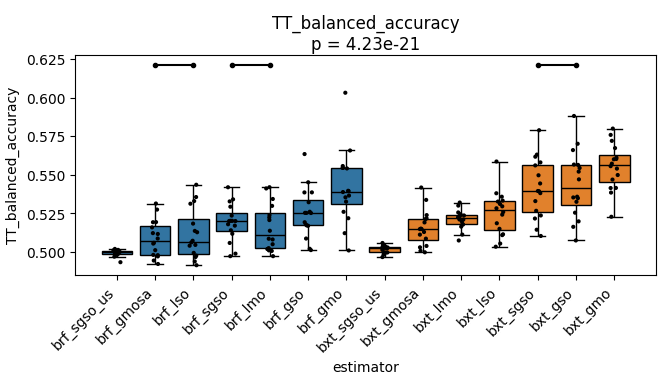 TT_balanced_accuracy
p = 4.23e-21
TT_balanced_accuracy
0.625
0.600
0.575
0.550
0.525
0.500
brf_sgso_us
brf_gmosa
brf_lso
brf_sgso
brf_lmo
brf_gso
brf_gmo
bxt_sgso_us
bxt_gmosa
bxt_lmo
bxt_lso
bxt_sgso
bxt_gso
bxt_gmo
estimator